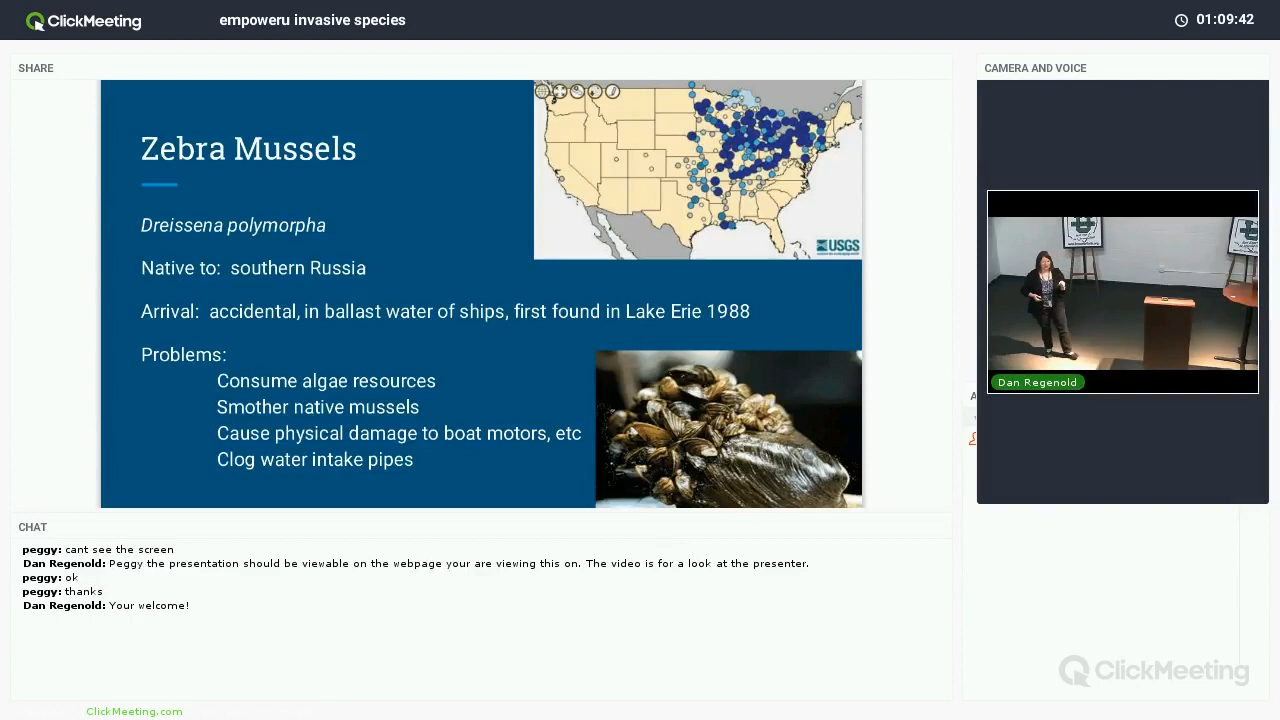 ClickMeeting
empoweru invasive species
01:09:42
SHARE
CAMERA AND VOICE
Zebra Mussels
Dreissena polymorpha
Native to: southern Russia
Arrival: accidental, in ballast water of ships, first found in Lake Erie 1988
Problems:
Consume algae resources
Smother native mussels
Cause physical damage to boat motors, etc
Clog water intake pipes
USGS
Dan Regenold
A
CHAT
peggy: cant see the screen
Dan Regenold: Peggy the presentation should be viewable on the webpage your are viewing this on. The video is for a look at the presenter.
peggy: ok
peggy: thanks
Dan Regenold: Your welcome!
ClickMeeting
ClickMeeting.com